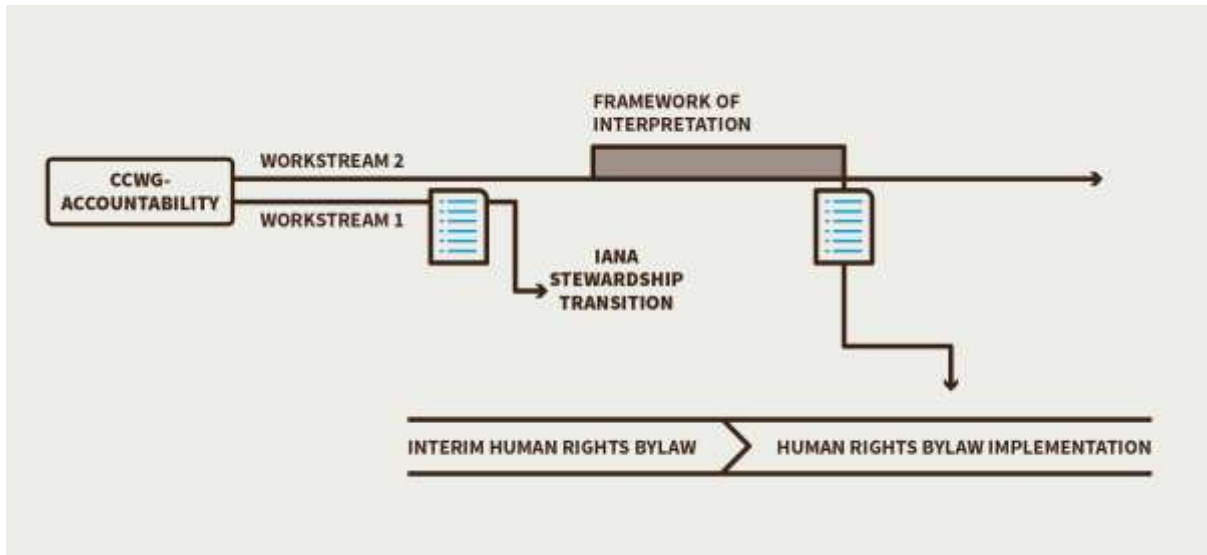 FRAMEWORK OF
INTERPRETATION
WORKSTREAM 2
CCWG-
ACCOUNTABILITY
WORKSTREAM 1
IANA
STEWARDSHIP
TRANSITION
INTERIM HUMAN RIGHTS BYLAW
HUMAN RIGHTS BYLAW IMPLEMENTATION